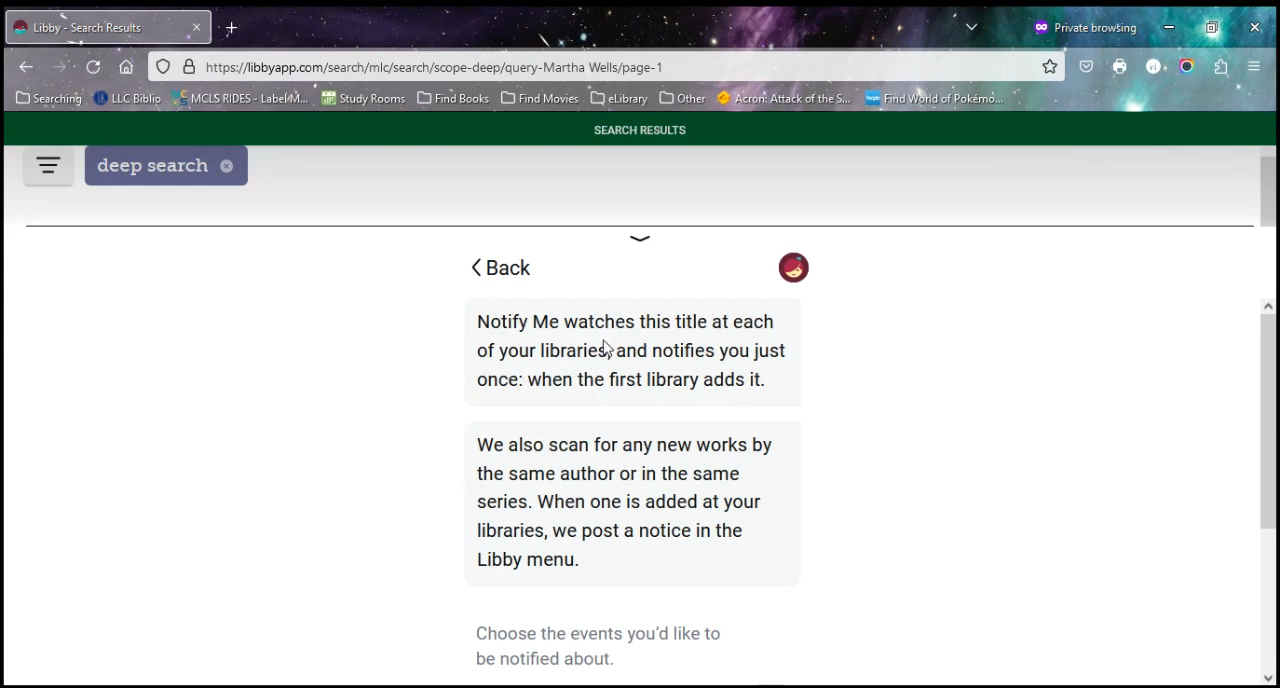 Libby - Search Results
Private browsing
https://libbyapp.com/search/mlc/search/scope-deep/query-Martha Wells/page-1
Searching LLC Biblio MCLS RIDES - LabelM... Study Rooms Find Books Find Movies eLibrary Other Acron: Attack of the S... Find World of Pokémo...
SEARCH RESULTS
deep search
Back
Notify Me watches this title at each
of your libraries, and notifies you just
once: when the first library adds it.
We also scan for any new works by
the same author or in the same
series. When one is added at your
libraries, we post a notice in the
Libby menu.
Choose the events you'd like to
be notified about.